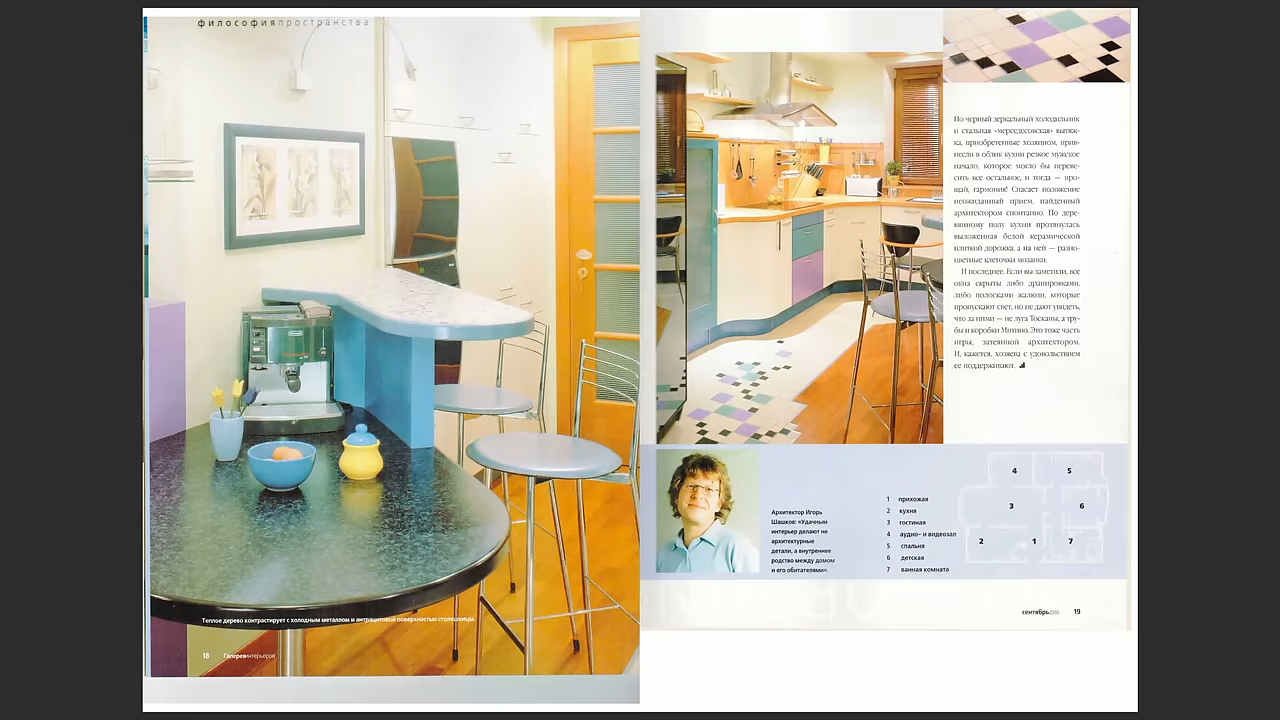 философияпространства
Теплое дерево контрастирует с холодным металлом и антрацитовой поверхностью столешницы.
18 Галереяинтерьеров
Но черный зеркальный холодильник
и стальная «мерседесовская» вытяж-
ка, приобретенные хозяином, прив-
несли в облик кухни резкое мужское
начало, которое могло бы переве-
сить все остальное, и тогда — про-
щай, гармония! Спасает положение
неожиданный прием, найденный
архитектором спонтанно. По дере-
вянному полу кухни протянулась
выложенная белой керамической
плиткой дорожка, а на ней — разно-
цветные клеточки мозаики.
И последнее. Если вы заметили, все
окна скрыты либо драпировками,
либо полосками жалюзи, которые
пропускают свет, но не дают увидеть,
что за ними — не луга Тосканы, а тру-
бы и коробки Митино. Это тоже часть
игры, затеянной архитектором.
И, кажется, хозяева с удовольствием
ее поддерживают.
Архитектор Игорь
Шашков: «Удачным
интерьер делают не
архитектурные
детали, а внутреннее
родство между домом
и его обитателями».
1 прихожая
2 кухня
3 гостиная
4 аудио- и видеозал
5 спальня
6 детская
7 ванная комната
4 5
3 6
2 1 7
сентябрь2000 19